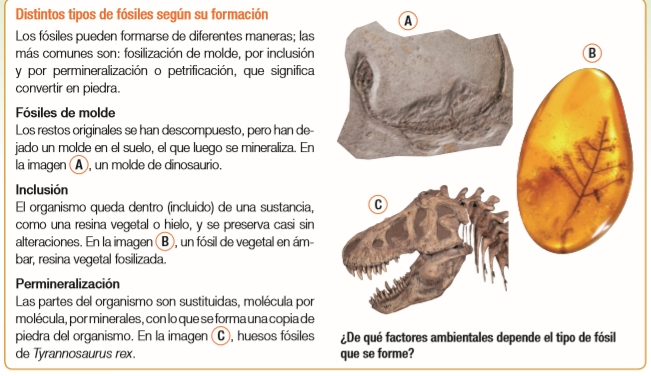 Distintos tipos de fósiles según su formación
Los fósiles pueden formarse de diferentes maneras; las
más comunes son: fosilización de molde, por inclusión
y por permineralización o petrificación, que significa
convertir en piedra.
Fósiles de molde
Los restos originales se han descompuesto, pero han de-
jado un molde en el suelo, el que luego se mineraliza. En
la imagen A, un molde de dinosaurio.
Inclusión
El organismo queda dentro (incluido) de una sustancia,
como una resina vegetal o hielo, y se preserva casi sin
alteraciones. En la imagen B, un fósil de vegetal en ám-
bar, resina vegetal fosilizada.
Permineralización
Las partes del organismo son sustituidas, molécula por
molécula, por minerales, con lo que se forma una copia de
piedra del organismo. En la imagen C, huesos fósiles
de Tyrannosaurus rex.
A
B
C
¿De qué factores ambientales depende el tipo de fósil
que se forme?